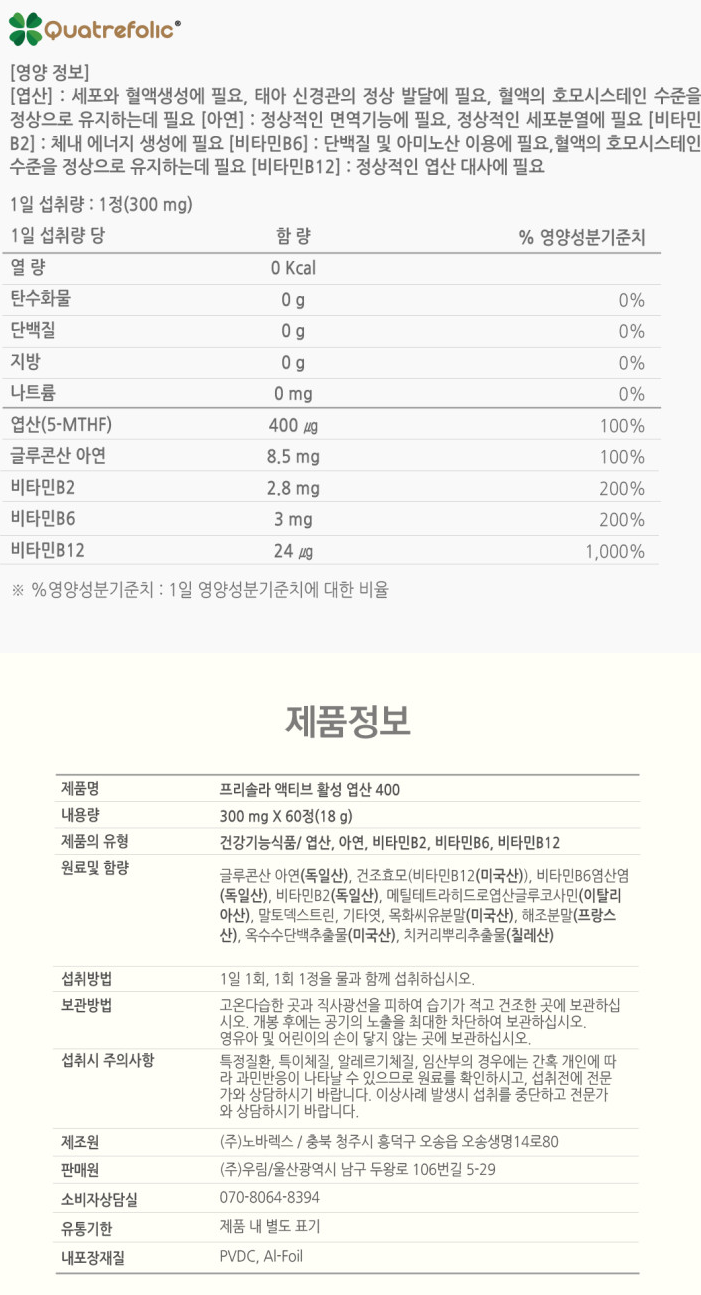 Quatrefolic®
[영양 정보]
[엽산] : 세포와 혈액생성에 필요, 태아 신경관의 정상 발달에 필요, 혈액의 호모시스테인 수준을
정상으로 유지하는데 필요 [아연] : 정상적인 면역기능에 필요, 정상적인 세포분열에 필요 [비타민
B2] : 체내 에너지 생성에 필요 [비타민B6] : 단백질 및 아미노산 이용에 필요,혈액의 호모시스테인
수준을 정상으로 유지하는데 필요 [비타민B12] : 정상적인 엽산 대사에 필요
1일 섭취량 : 1정(300 mg)
1일 섭취량 당 함 량 % 영양성분기준치
열 량 0 Kcal
탄수화물 0 g 0%
단백질 0 g 0%
지방 0 g 0%
나트륨 0 mg 0%
엽산(5-MTHF) 400 ㎍ 100%
글루콘산 아연 8.5 mg 100%
비타민B2 2.8 mg 200%
비타민B6 3 mg 200%
비타민B12 24 ㎍ 1,000%
※ %영양성분기준치 : 1일 영양성분기준치에 대한 비율
제품정보
제품명 프리솔라 액티브 활성 엽산 400
내용량 300 mg X 60정(18 g)
제품의 유형 건강기능식품/ 엽산, 아연, 비타민B2, 비타민B6, 비타민B12
원료및 함량 글루콘산 아연(독일산), 건조효모(비타민B12(미국산)), 비타민B6염산염
(독일산), 비타민B2(독일산), 메틸테트라히드로엽산글루코사민(이탈리
아산), 말토덱스트린, 기타엿, 목화씨유분말(미국산), 해조분말(프랑스
산), 옥수수단백추출물(미국산), 치커리뿌리추출물(칠레산)
섭취방법 1일 1회, 1회 1정을 물과 함께 섭취하십시오.
보관방법 고온다습한 곳과 직사광선을 피하여 습기가 적고 건조한 곳에 보관하십
시오. 개봉 후에는 공기의 노출을 최대한 차단하여 보관하십시오.
영유아 및 어린이의 손이 닿지 않는 곳에 보관하십시오.
섭취시 주의사항 특정질환, 특이체질, 알레르기체질, 임산부의 경우에는 간혹 개인에 따
라 과민반응이 나타날 수 있으므로 원료를 확인하시고, 섭취전에 전문
가와 상담하시기 바랍니다. 이상사례 발생시 섭취를 중단하고 전문가
와 상담하시기 바랍니다.
제조원 (주)노바렉스 / 충북 청주시 흥덕구 오송읍 오송생명14로80
판매원 (주)우림/울산광역시 남구 두왕로 106번길 5-29
소비자상담실 070-8064-8394
유통기한 제품 내 별도 표기
내포장재질 PVDC, Al-Foil